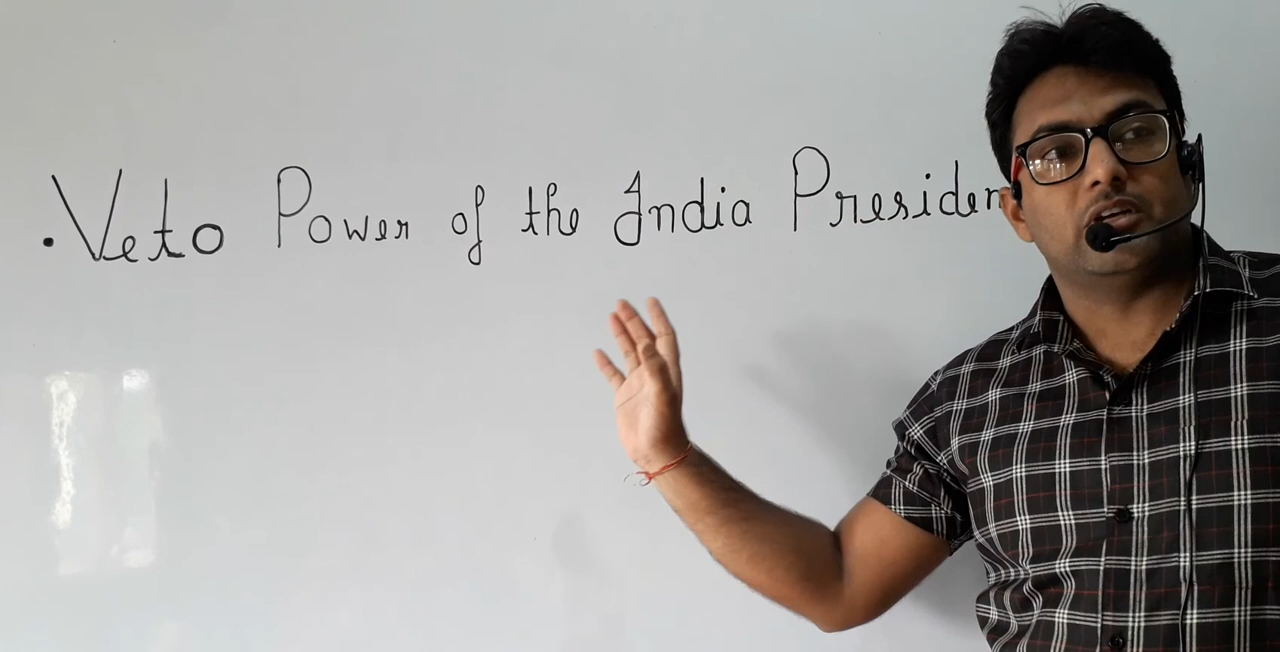 . Veto Power of the India Presiden